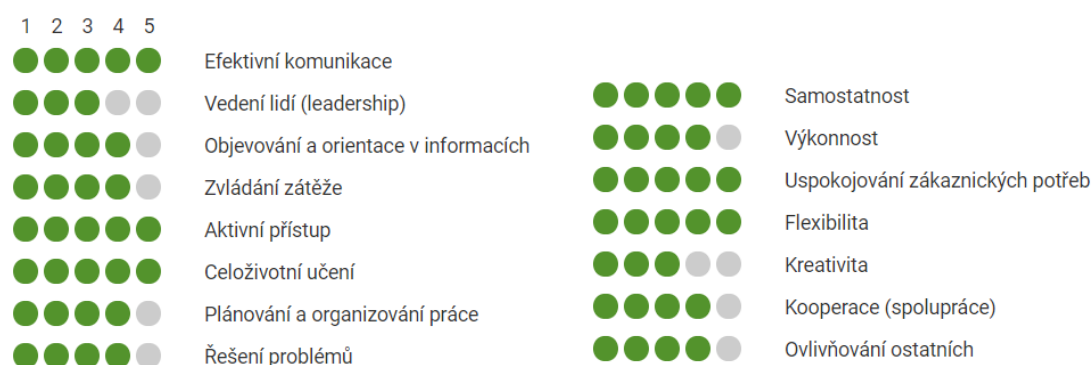 1 2 3 4 5
Efektivní komunikace
Vedení lidí (leadership)
Objevování a orientace v informacích
Zvládání zátěže
Aktivní přístup
Celoživotní učení
Plánování a organizování práce
Řešení problémů
Samostatnost
Výkonnost
Uspokojování zákaznických potřeb
Flexibilita
Kreativita
Kooperace (spolupráce)
Ovlivňování ostatních